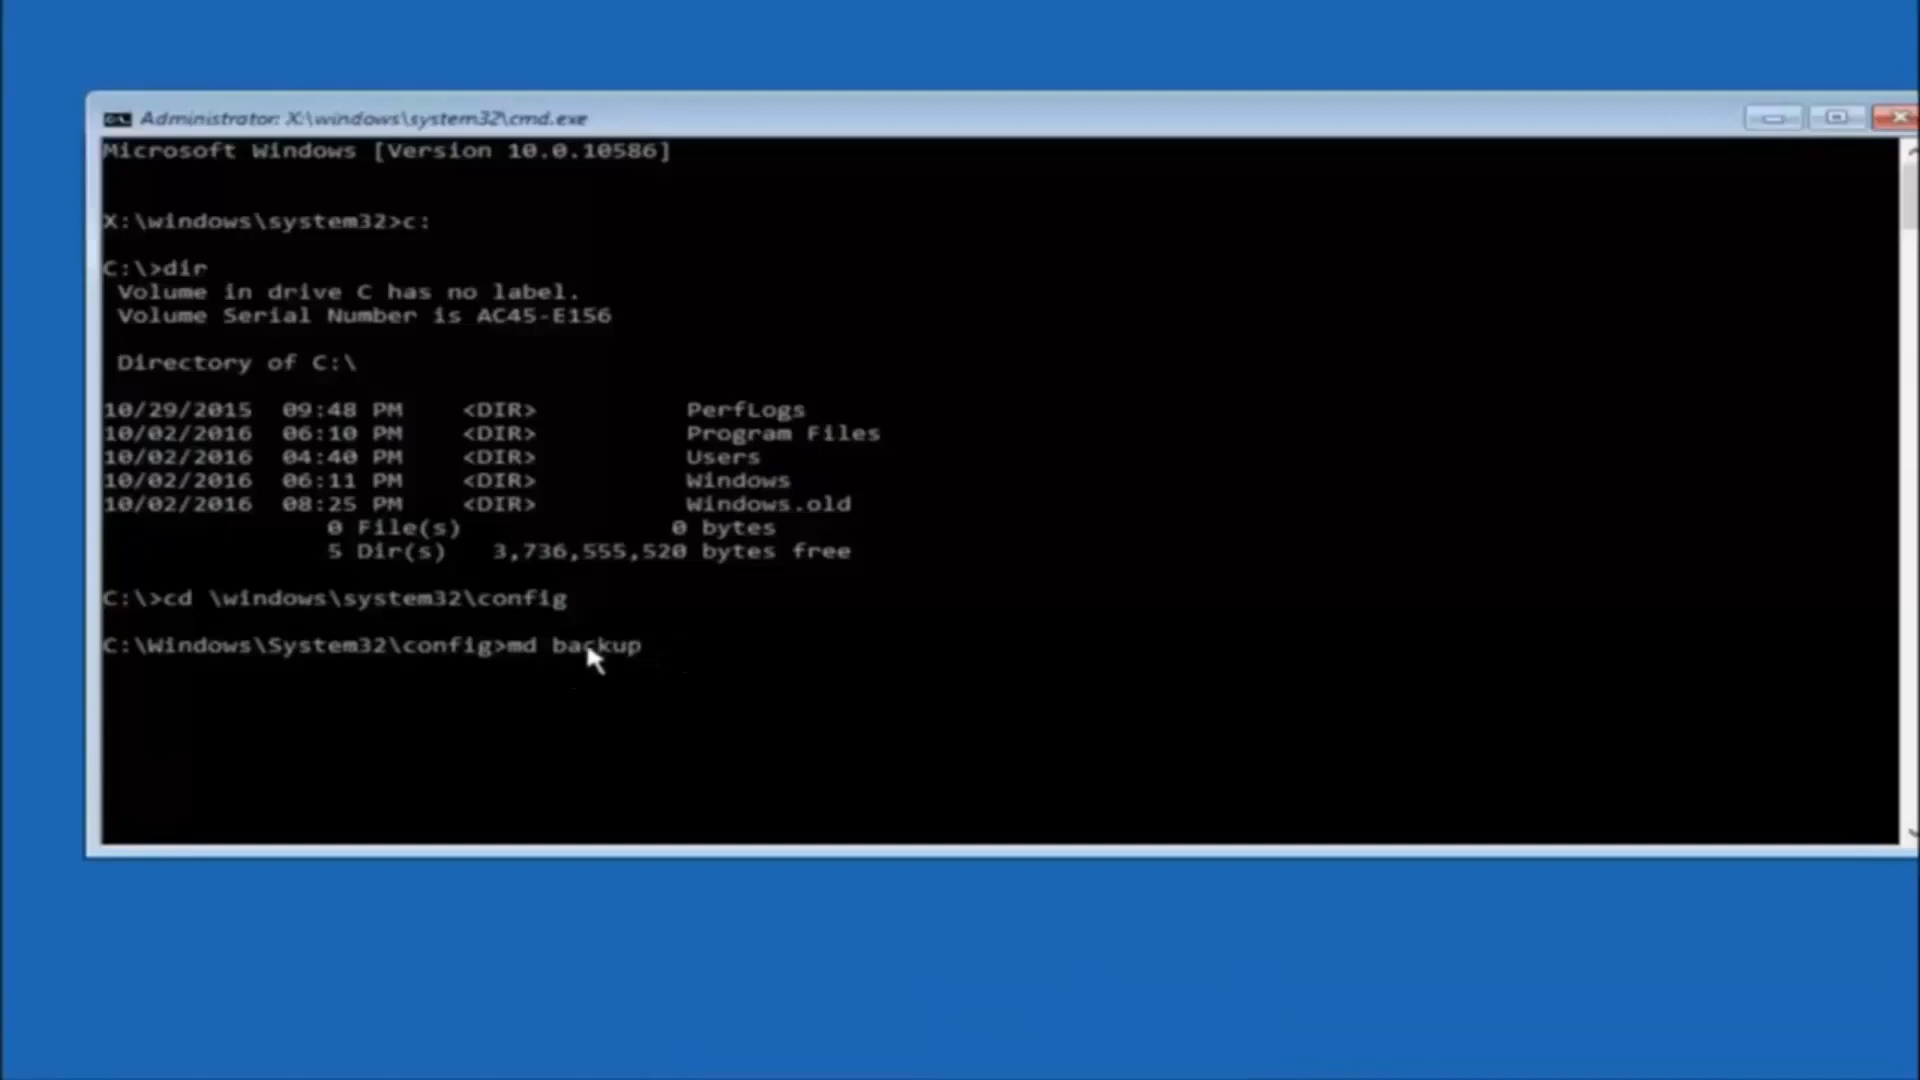 Administrator: X:\windows\system32\cmd.exe
Microsoft Windows [Version 10.0.10586]
X:\windows\system32>c:
C:\>dir
Volume in drive C has no label.
Volume Serial Number is AC45-E156
Directory of C:\
10/29/2015 09:48 PM <DIR> PerfLogs
10/02/2016 06:10 PM <DIR> Program Files
10/02/2016 04:40 PM <DIR> Users
10/02/2016 06:11 PM <DIR> Windows
10/02/2016 08:25 PM <DIR> Windows.old
0 File(s) 0 bytes
5 Dir(s) 3,736,555,520 bytes free
C:\>cd \windows\system32\config
C:\Windows\System32\config>md backup